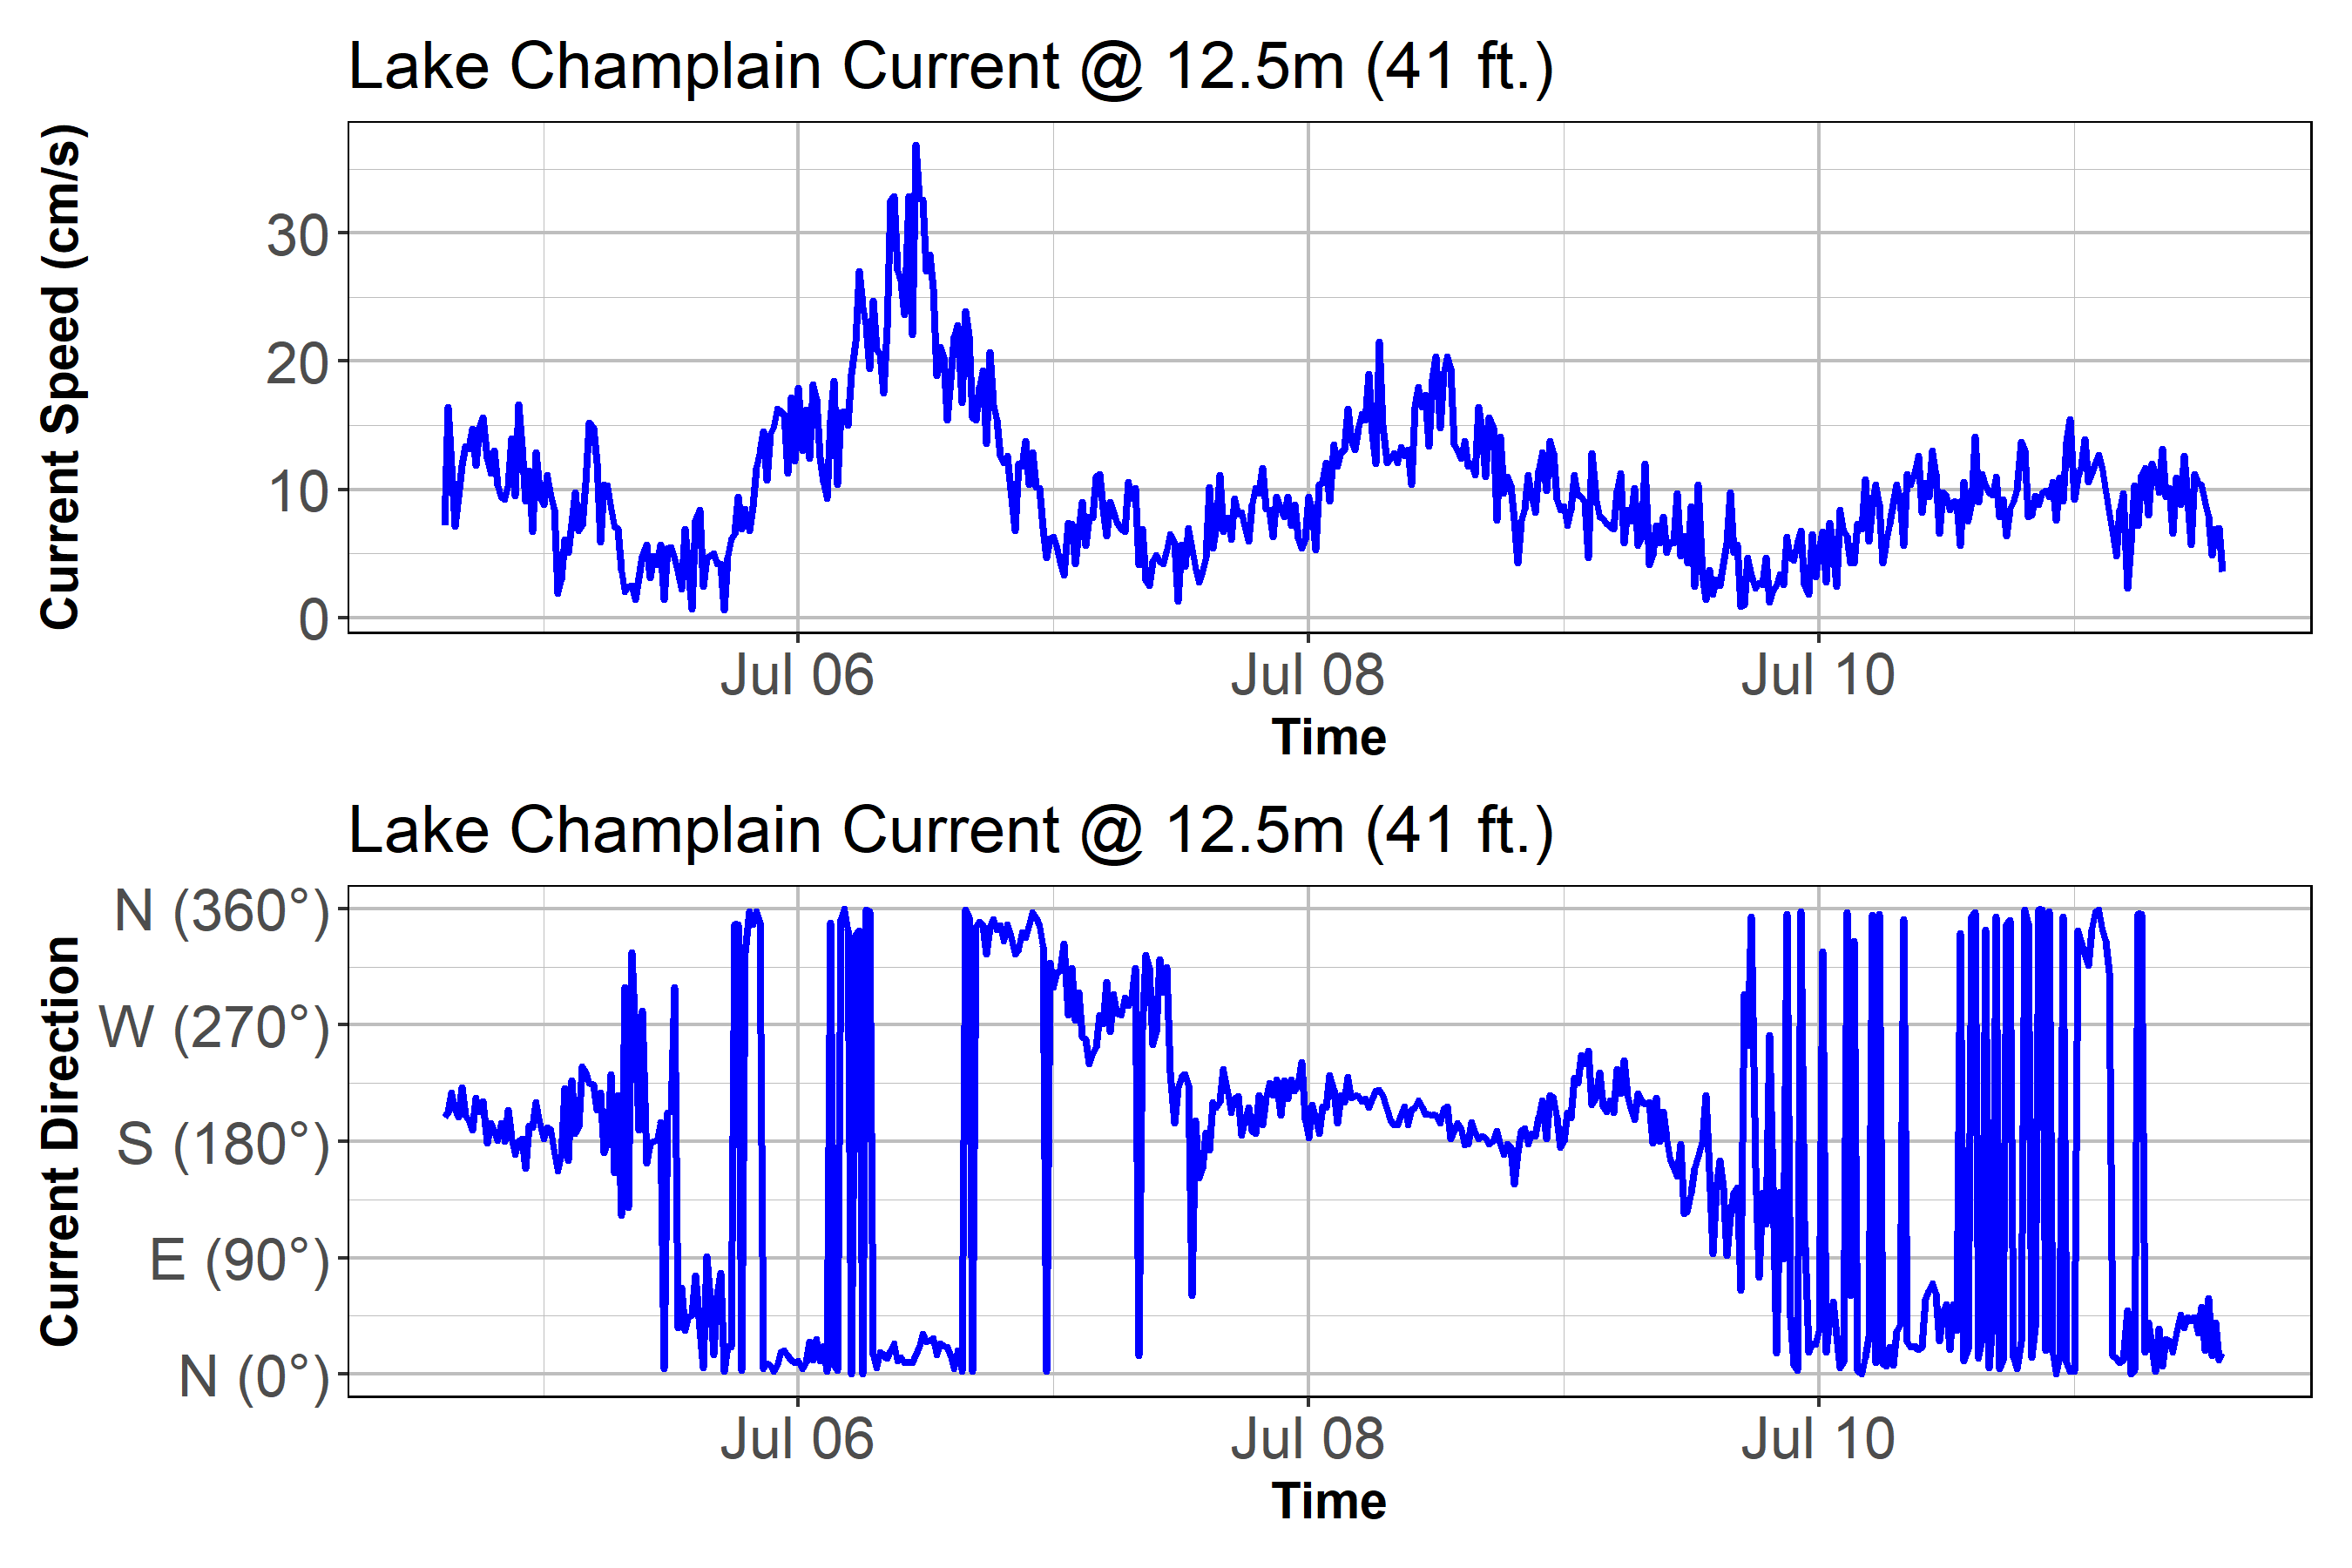 Lake Champlain Current @ 12.5m (41 ft.)
Current Speed (cm/s)
30
20
10
0
Jul 06 Jul 08 Jul 10
Time
Lake Champlain Current @ 12.5m (41 ft.)
Current Direction
N (360°)
W (270°)
S (180°)
E (90°)
N (0°)
Jul 06 Jul 08 Jul 10
Time